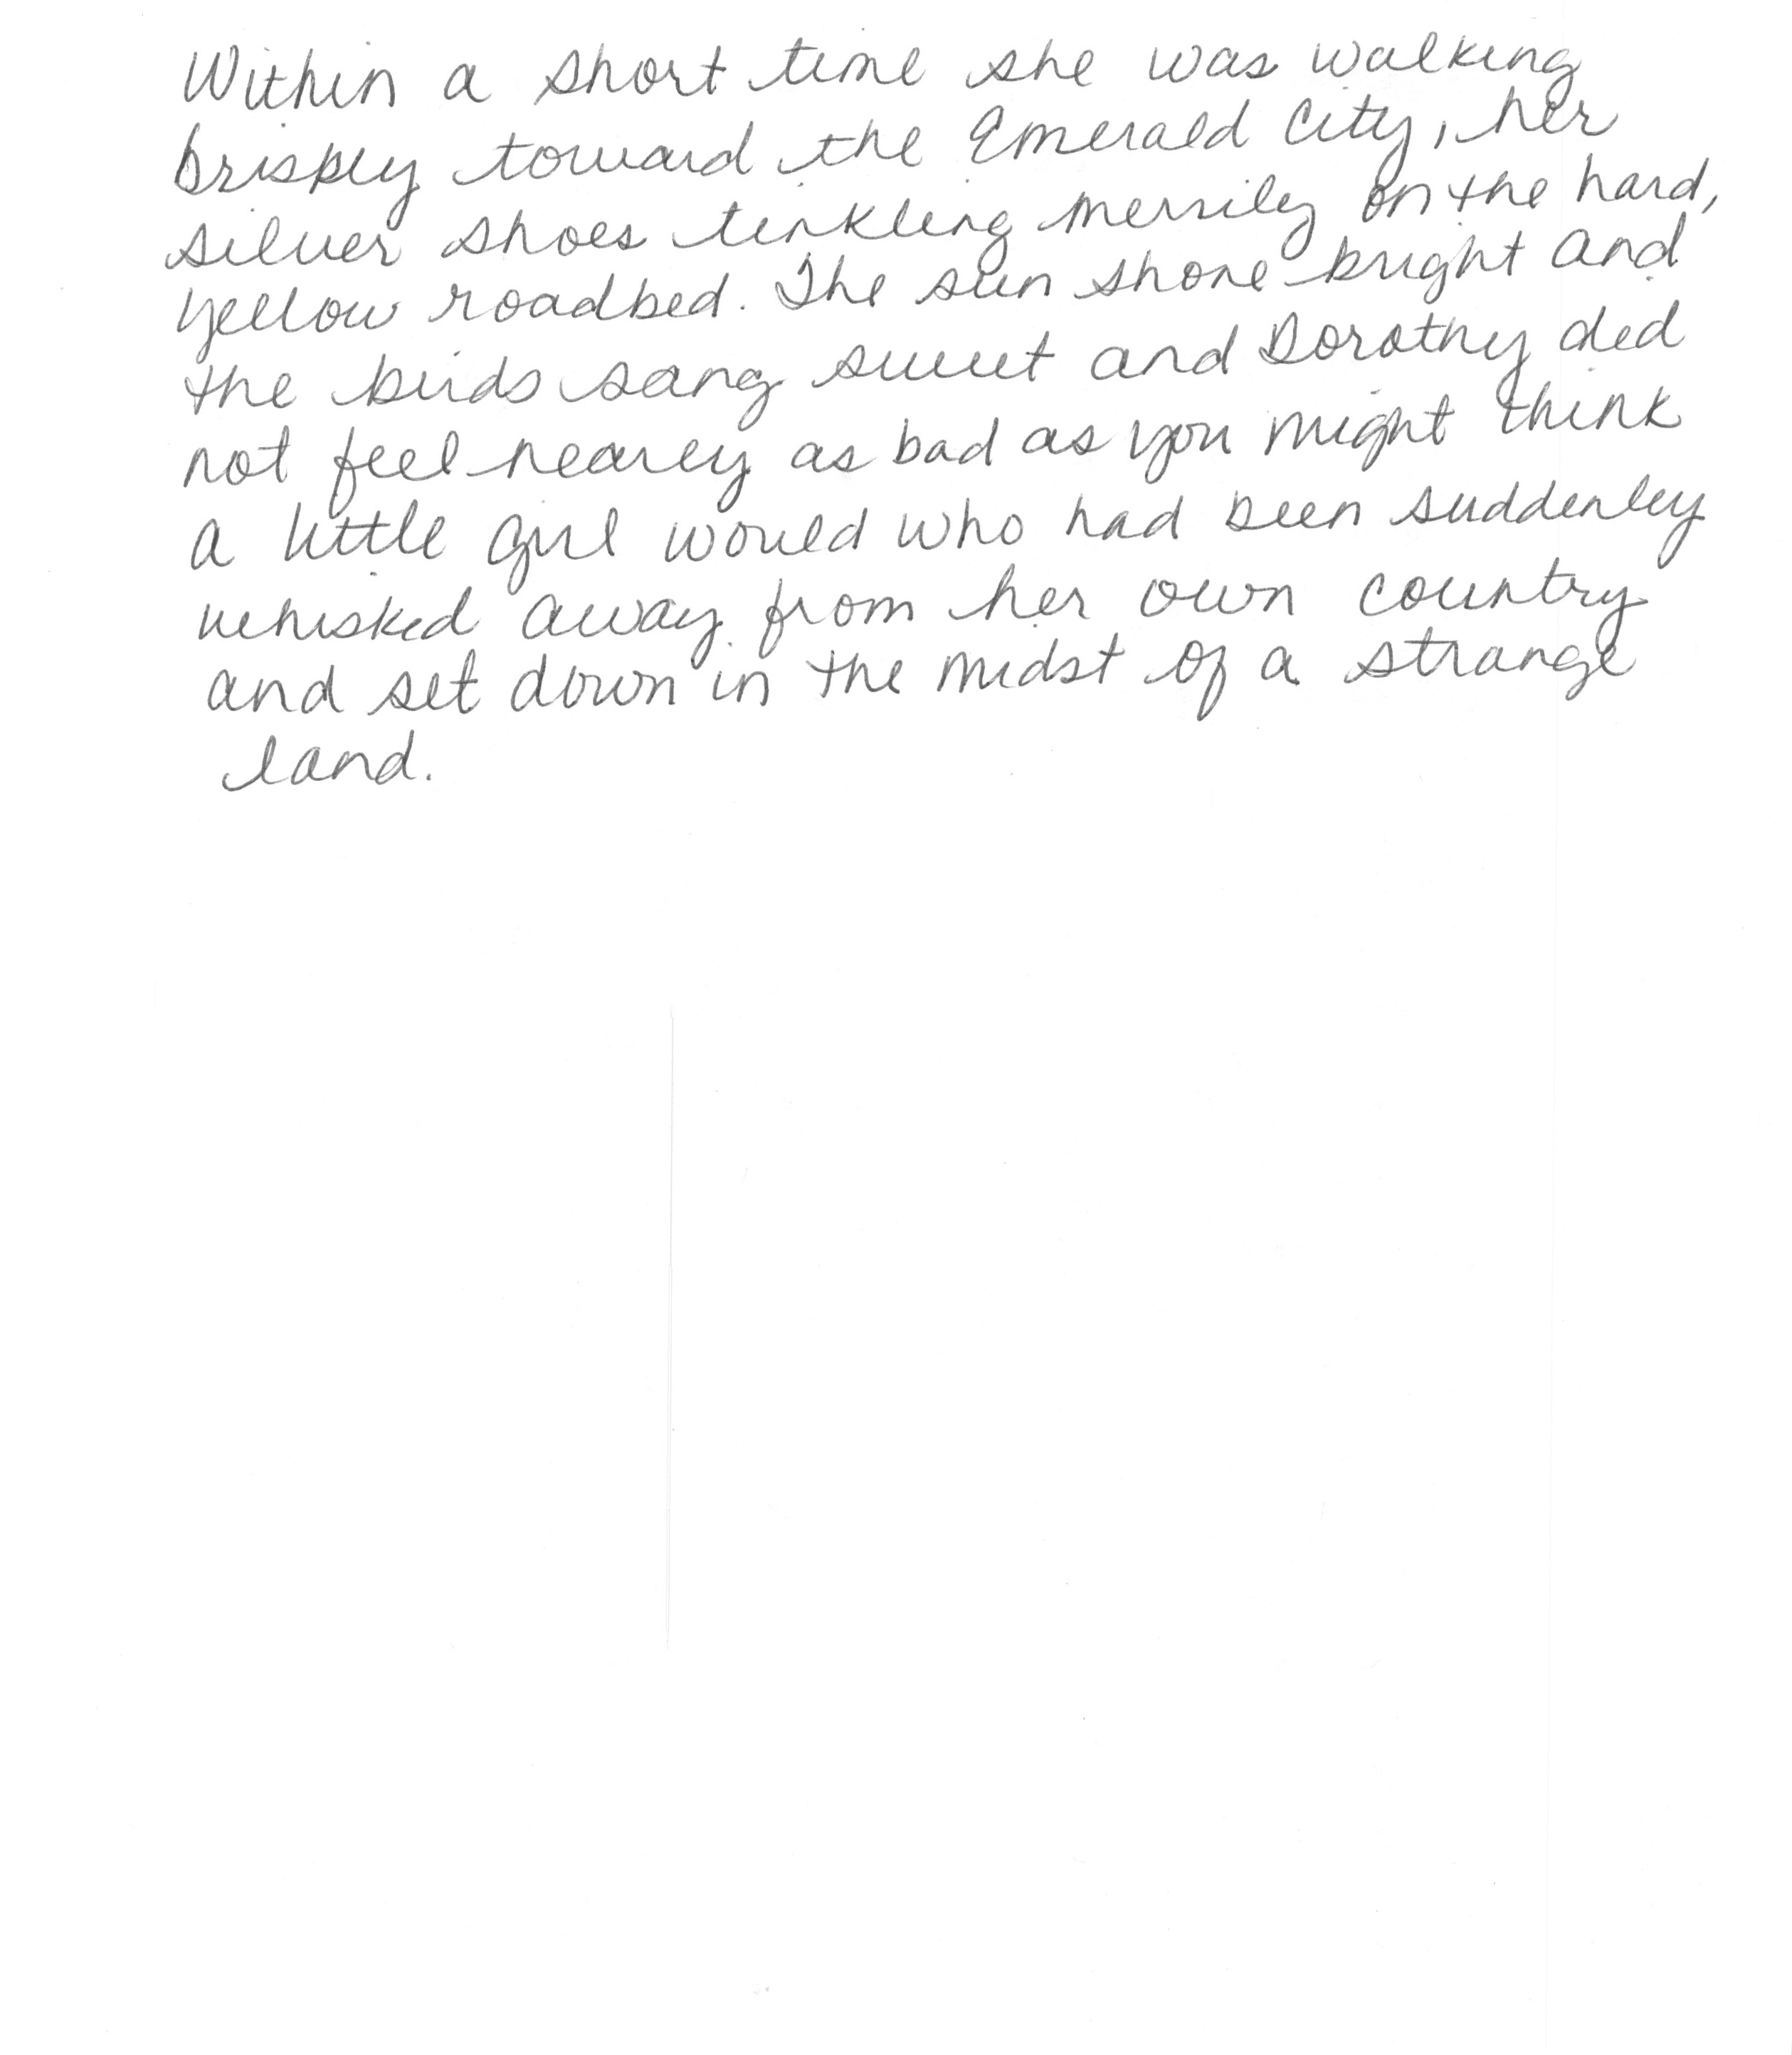 Within a short time she was walking
briskly toward the Emerald City, her
silver shoes tinkling merrily on the hard,
yellow roadbed. The sun shone bright and
the birds sang sweet and Dorothy did
not feel nearly as bad as you might think
a little girl would who had been suddenly
whisked away from her own country
and set down in the midst of a strange
land.